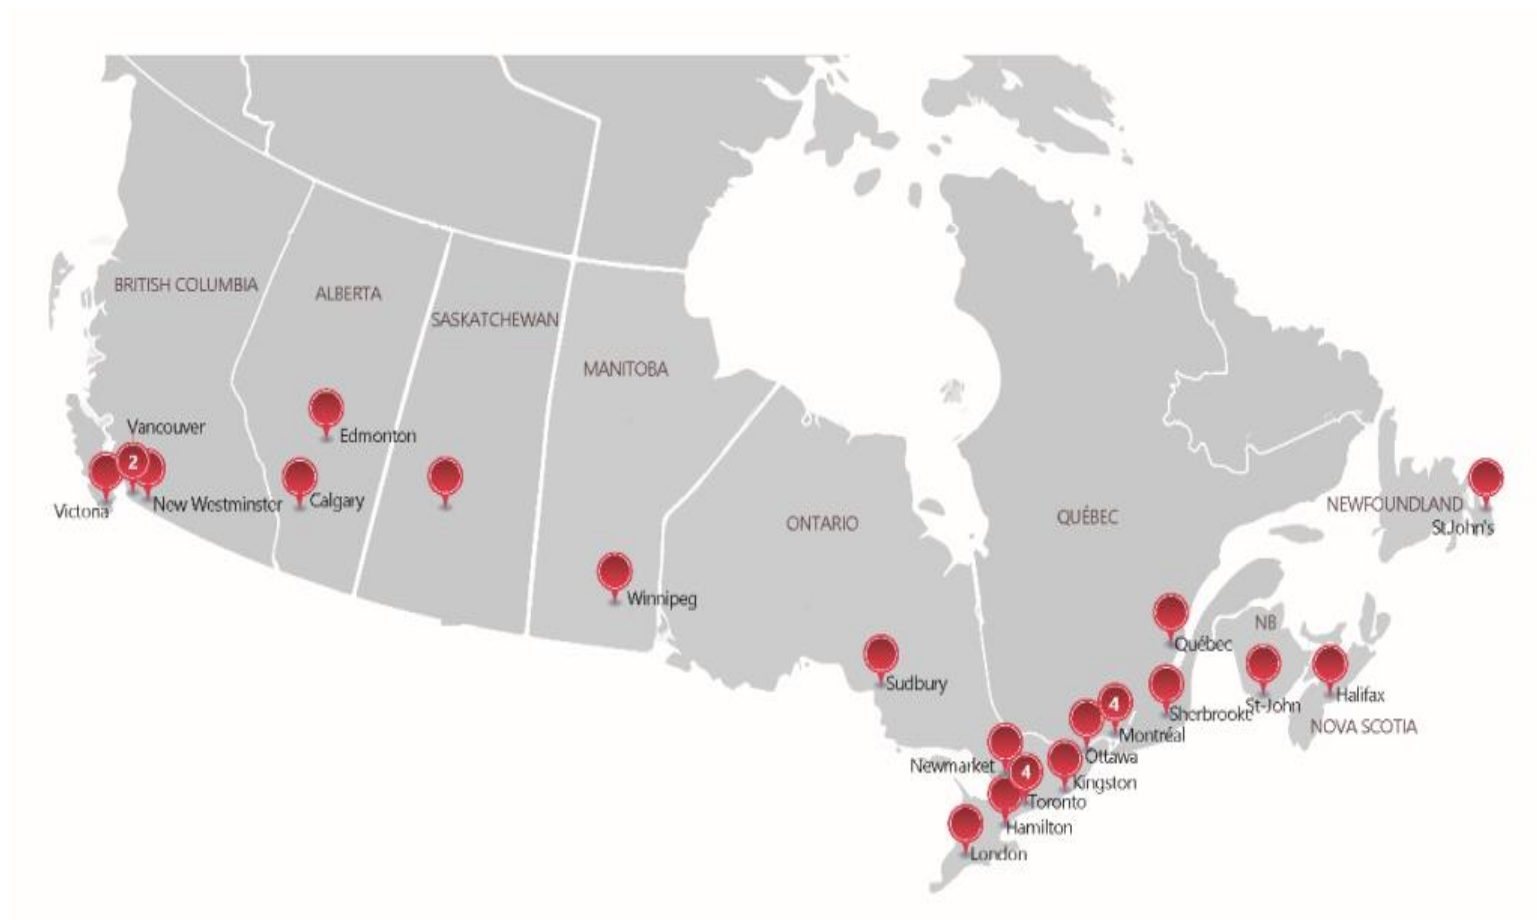 BRITISH COLUMBIA
ALBERTA
SASKATCHEWAN
MANITOBA
Vancouver
Edmonton
2
Victoria
New Westminster
Calgary
ONTARIO
QUÉBEC
NEWFOUNDLAND
St John's
Winnipeg
NB
Québec
Sudbury
Halifax
St-John
Sherbrooke
NOVA SCOTIA
4
Montréal
Ottawa
Newmarket
4
Kingston
Toronto
Hamilton
London